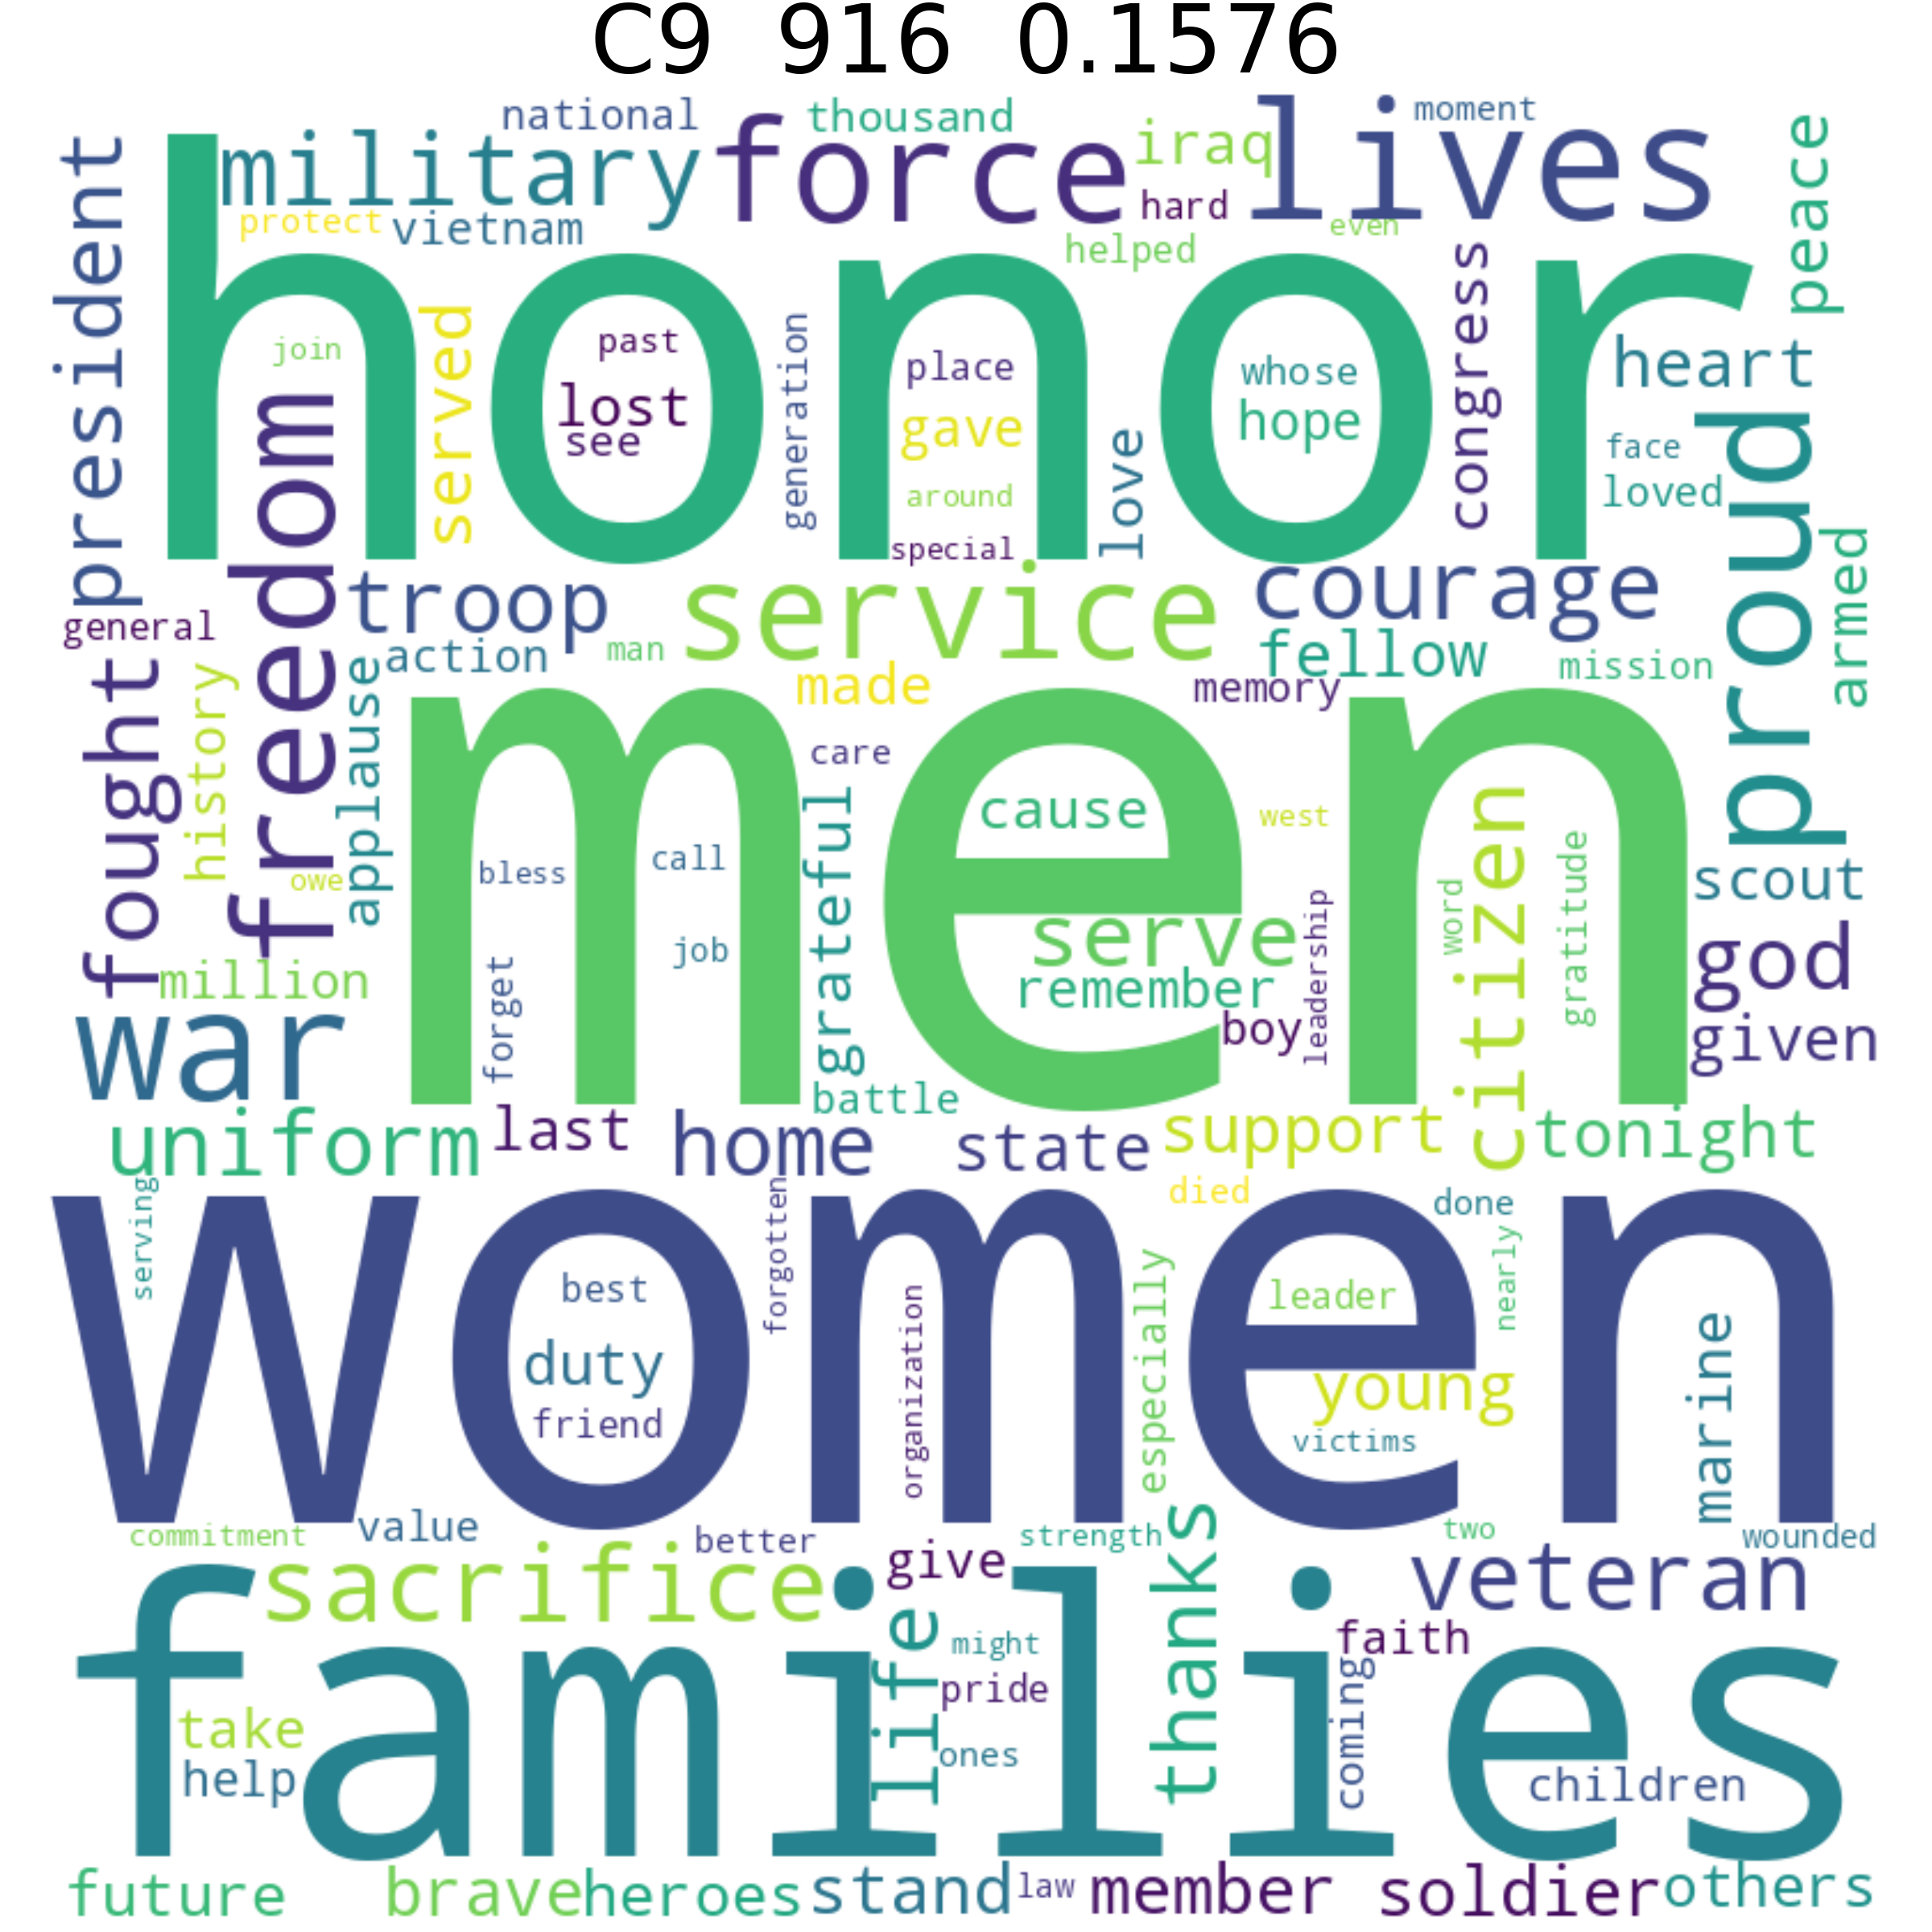 C9 916 0.1576
national thousand moment
military force iraq lives
protect vietnam hard even
helped
president
peace
honor
join served past generation place whose congress heart
lost gave hope
see around love face
special loved
freedom
proud
armed
troop service courage
general action man fellow mission
fought history applause made memory
men
care cause west citizen gratitude
bless call grateful word scout
owe serve leadership
job remember god
million forget boy given
war battle
uniform last home state support tonight
serving forgotten died done
women
nearly
best organization especially leader
duty young marine
friend victims
commitment value better strength two wounded
sacrifice give thanks veteran
families
life might faith
pride coming
take ones
help children
future brave heroes stand law member soldier others